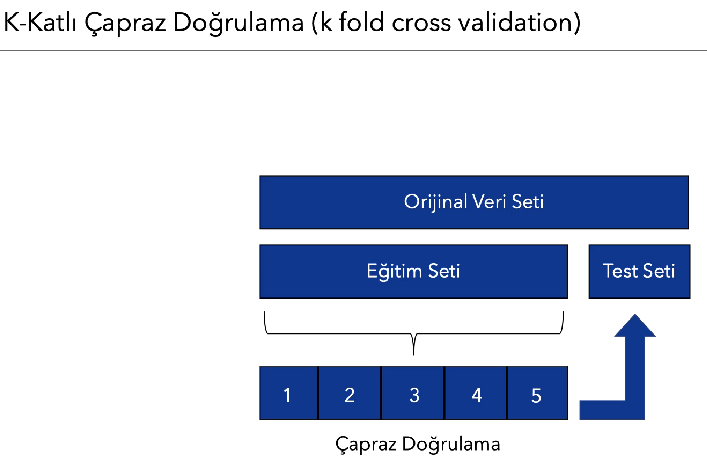 K-Katlı Çapraz Doğrulama (k fold cross validation)
Orijinal Veri Seti
Eğitim Seti
Test Seti
1 2 3 4 5
Çapraz Doğrulama